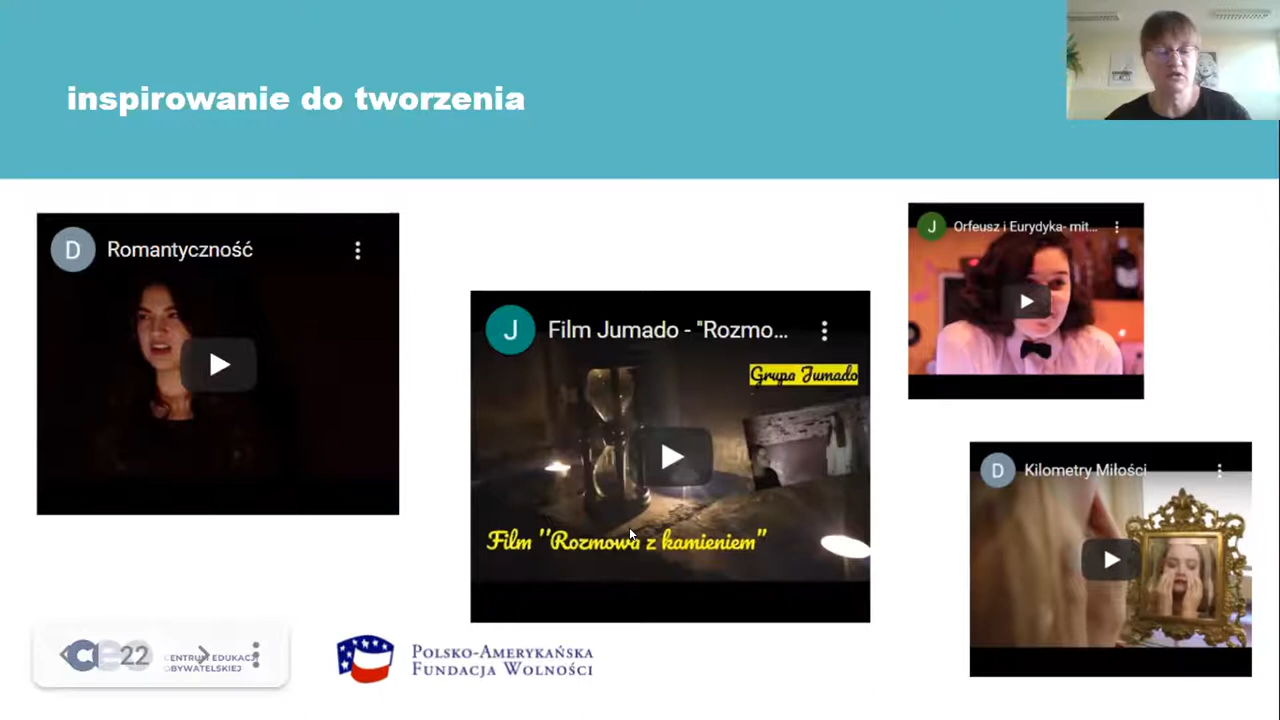 inspirowanie do tworzenia
D Romantyczność
J Film Jumado - "Rozmo...
Grupa Jumado
Film ''Rozmowa z kamieniem"
J Orfeusz i Eurydyka- mit...
D Kilometry Miłości
22
CENTRUM EDUKACJI
OBYWATELSKIEJ
POLSKO-AMERYKAŃSKA
FUNDACJA WOLNOŚCI